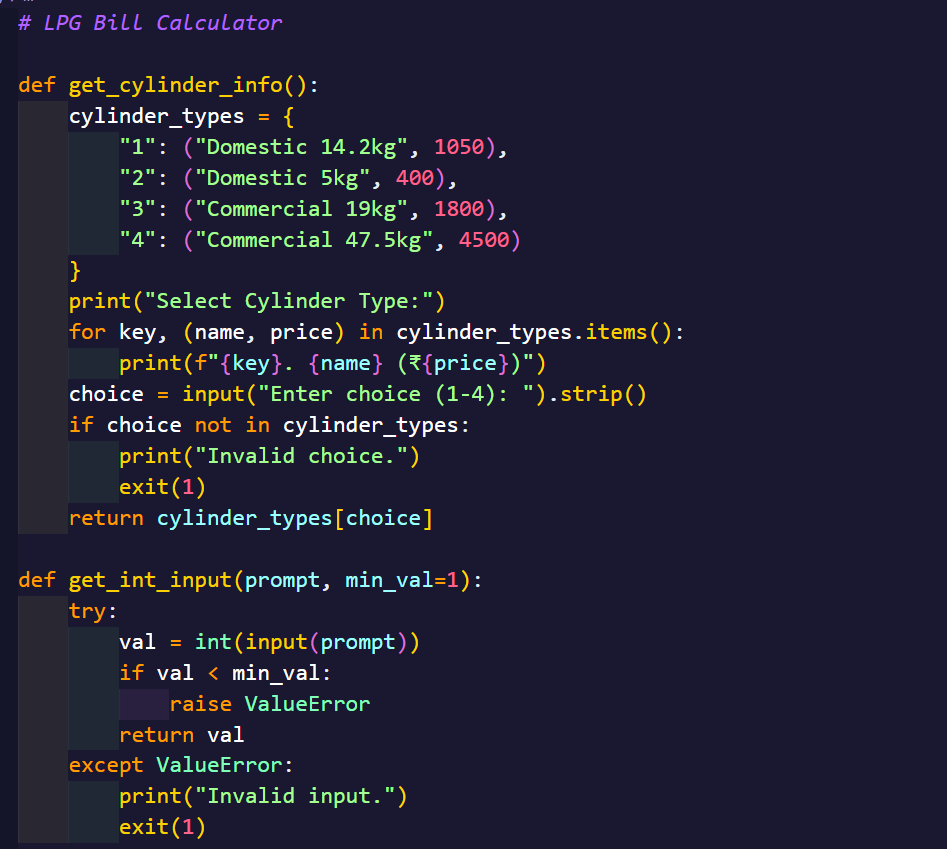 # LPG Bill Calculator

def get_cylinder_info():
    cylinder_types = {
        "1": ("Domestic 14.2kg", 1050),
        "2": ("Domestic 5kg", 400),
        "3": ("Commercial 19kg", 1800),
        "4": ("Commercial 47.5kg", 4500)
    }
    print("Select Cylinder Type:")
    for key, (name, price) in cylinder_types.items():
        print(f"{key}. {name} (₹{price})")
    choice = input("Enter choice (1-4): ").strip()
    if choice not in cylinder_types:
        print("Invalid choice.")
        exit(1)
    return cylinder_types[choice]

def get_int_input(prompt, min_val=1):
    try:
        val = int(input(prompt))
        if val < min_val:
            raise ValueError
        return val
    except ValueError:
        print("Invalid input.")
        exit(1)